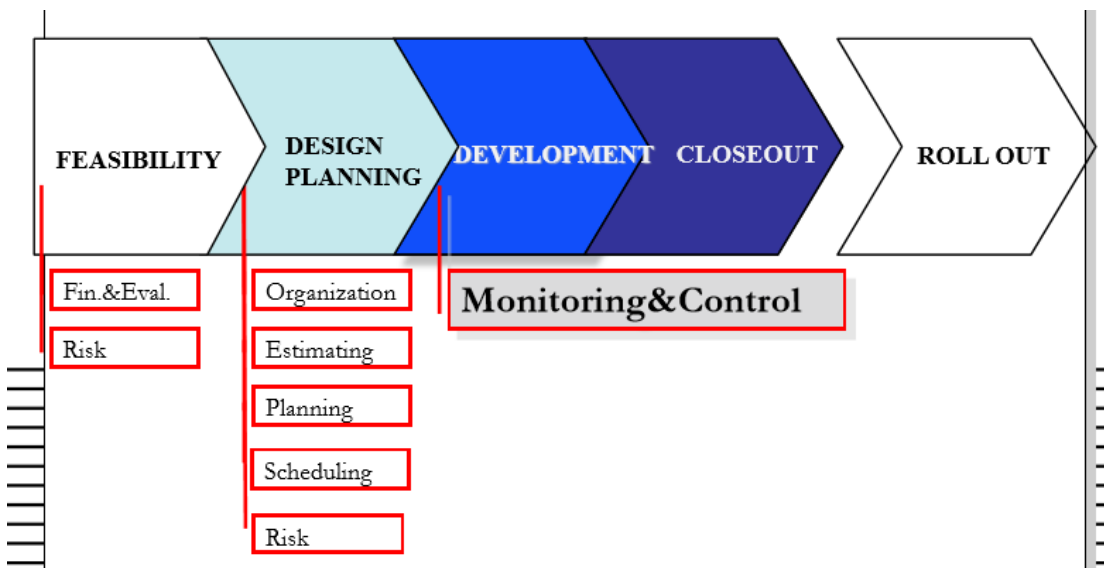 FEASIBILITY
DESIGN
PLANNING
DEVELOPMENT
CLOSEOUT
ROLL OUT
Fin.&Eval.
Risk
Organization
Estimating
Planning
Scheduling
Risk
Monitoring&Control